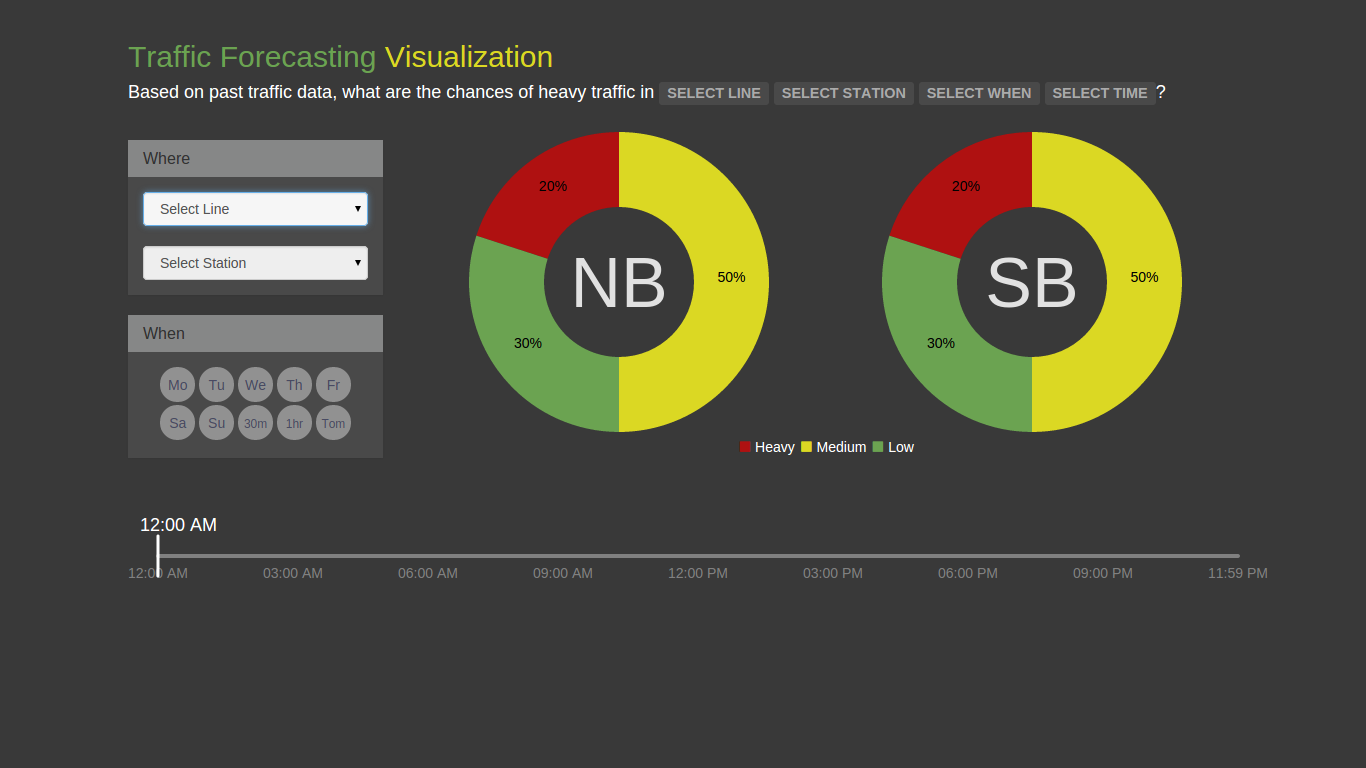 Traffic Forecasting Visualization
Based on past traffic data, what are the chances of heavy traffic in SELECT LINE SELECT STATION SELECT WHEN SELECT TIME ?
Where
Select Line
Select Station
When
Mo Tu We Th Fr
Sa Su 30m 1hr Tom
20%
50%
30%
NB
20%
50%
30%
SB
Heavy Medium Low
12:00 AM
12:00 AM 03:00 AM 06:00 AM 09:00 AM 12:00 PM 03:00 PM 06:00 PM 09:00 PM 11:59 PM